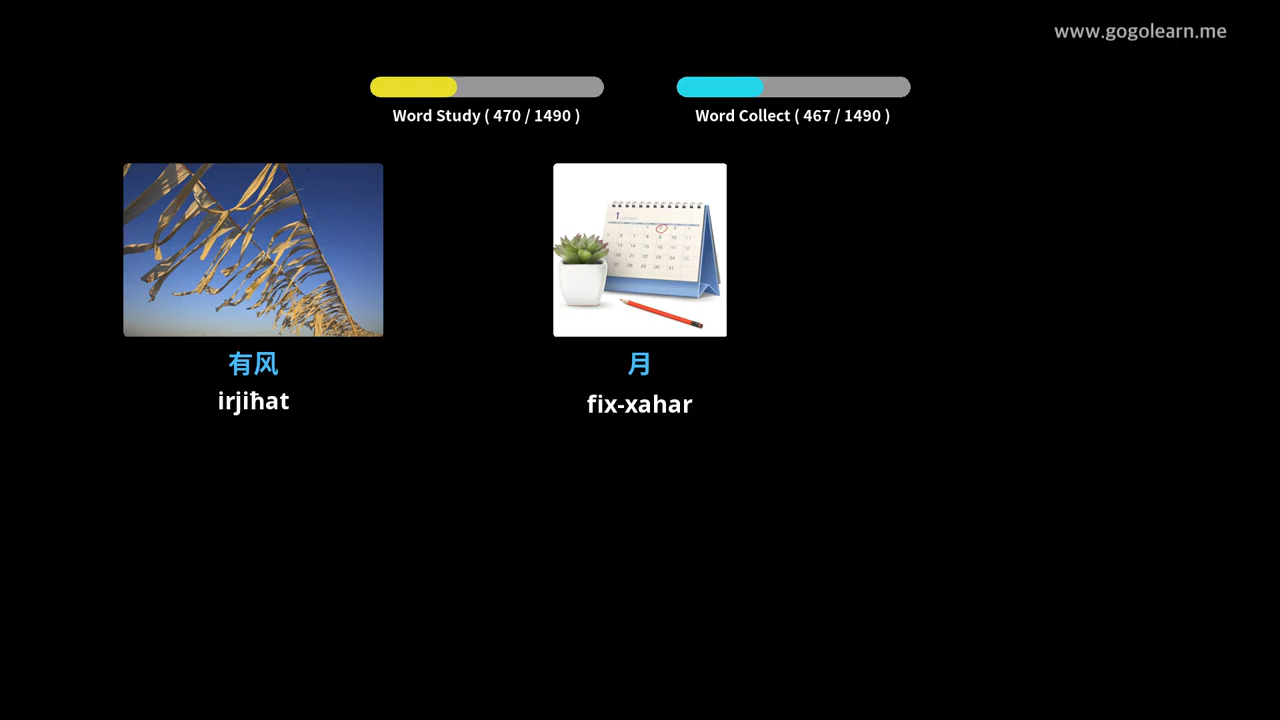 www.gogolearn.me
Word Study ( 470 / 1490 )
Word Collect ( 467 / 1490 )
有风
irjiħat
月
fix-xahar